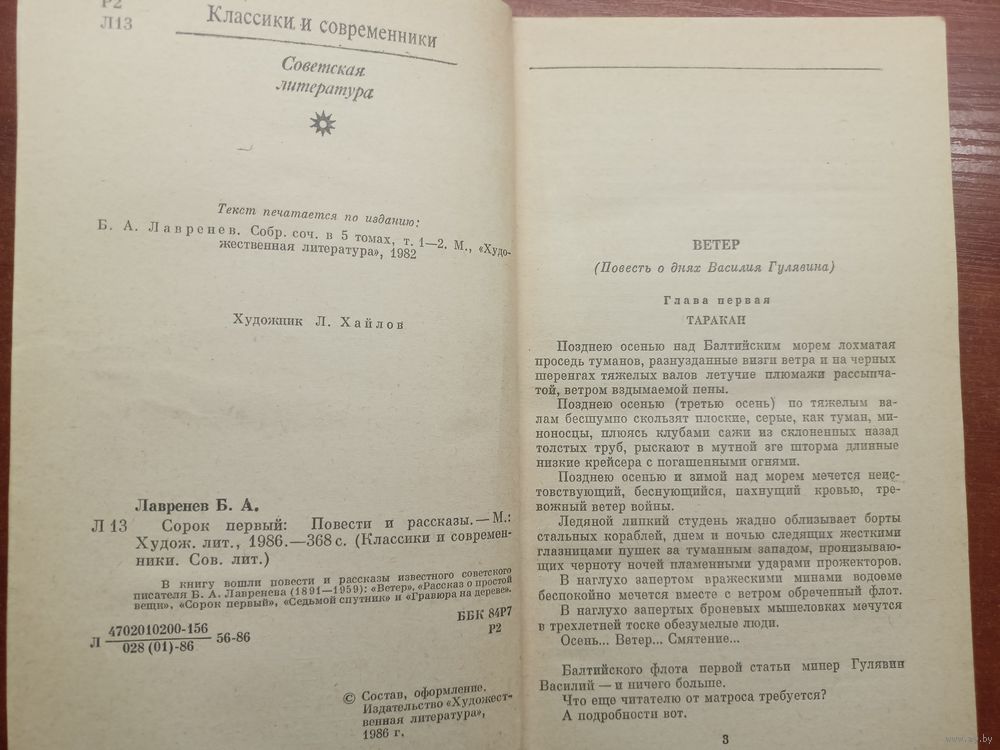 Р2
Л13
Классики и современники
Советская
литература
Текст печатается по изданию:
Б. А. Лавренев. Собр. соч. в 5 томах, т. 1—2. М., «Худо-
жественная литература», 1982
Художник Л. Хайлов
Лавренев Б. А.
Л 13 Сорок первый: Повести и рассказы.—М.:
Худож. лит., 1986.—368 с. (Классики и современ-
ники. Сов. лит.)
В книгу вошли повести и рассказы известного советского
писателя Б. А. Лавренева (1891—1959): «Ветер», «Рассказ о простой
вещи», «Сорок первый», «Седьмой спутник» и «Гравюра на дереве».
Л 4702010200-156
028 (01)-86
56-86
ББК 84Р7
Р2
© Состав, оформление.
Издательство «Художест-
венная литература»,
1986 г.
ВЕТЕР
(Повесть о днях Василия Гулявина)
Глава первая
ТАРАКАН
Позднею осенью над Балтийским морем лохматая
проседь туманов, разнузданные визги ветра и на черных
шеренгах тяжелых валов летучие плюмажи рассыпча-
той, ветром вздымаемой пены.
Позднею осенью (третью осень) по тяжелым ва-
лам бесшумно скользят плоские, серые, как туман, ми-
ноносцы, плюясь клубами сажи из склоненных назад
толстых труб, рыскают в мутной зге шторма длинные
низкие крейсера с погашенными огнями.
Позднею осенью и зимой над морем мечется неис-
товствующий, беснующийся, пахнущий кровью, тре-
вожный ветер войны.
Ледяной липкий студень жадно облизывает борты
стальных кораблей, днем и ночью следящих жесткими
глазницами пушек за туманным западом, пронизываю-
щих черноту ночей пламенными ударами прожекторов.
В наглухо запертом вражескими минами водоеме
беспокойно мечется вместе с ветром обреченный флот.
В наглухо запертых броневых мышеловках мечутся
в трехлетней тоске обезумелые люди.
Осень... Ветер... Смятение...
Балтийского флота первой статьи минер Гулявин
Василий — и ничего больше.
Что еще читателю от матроса требуется?
А подробности вот.
3